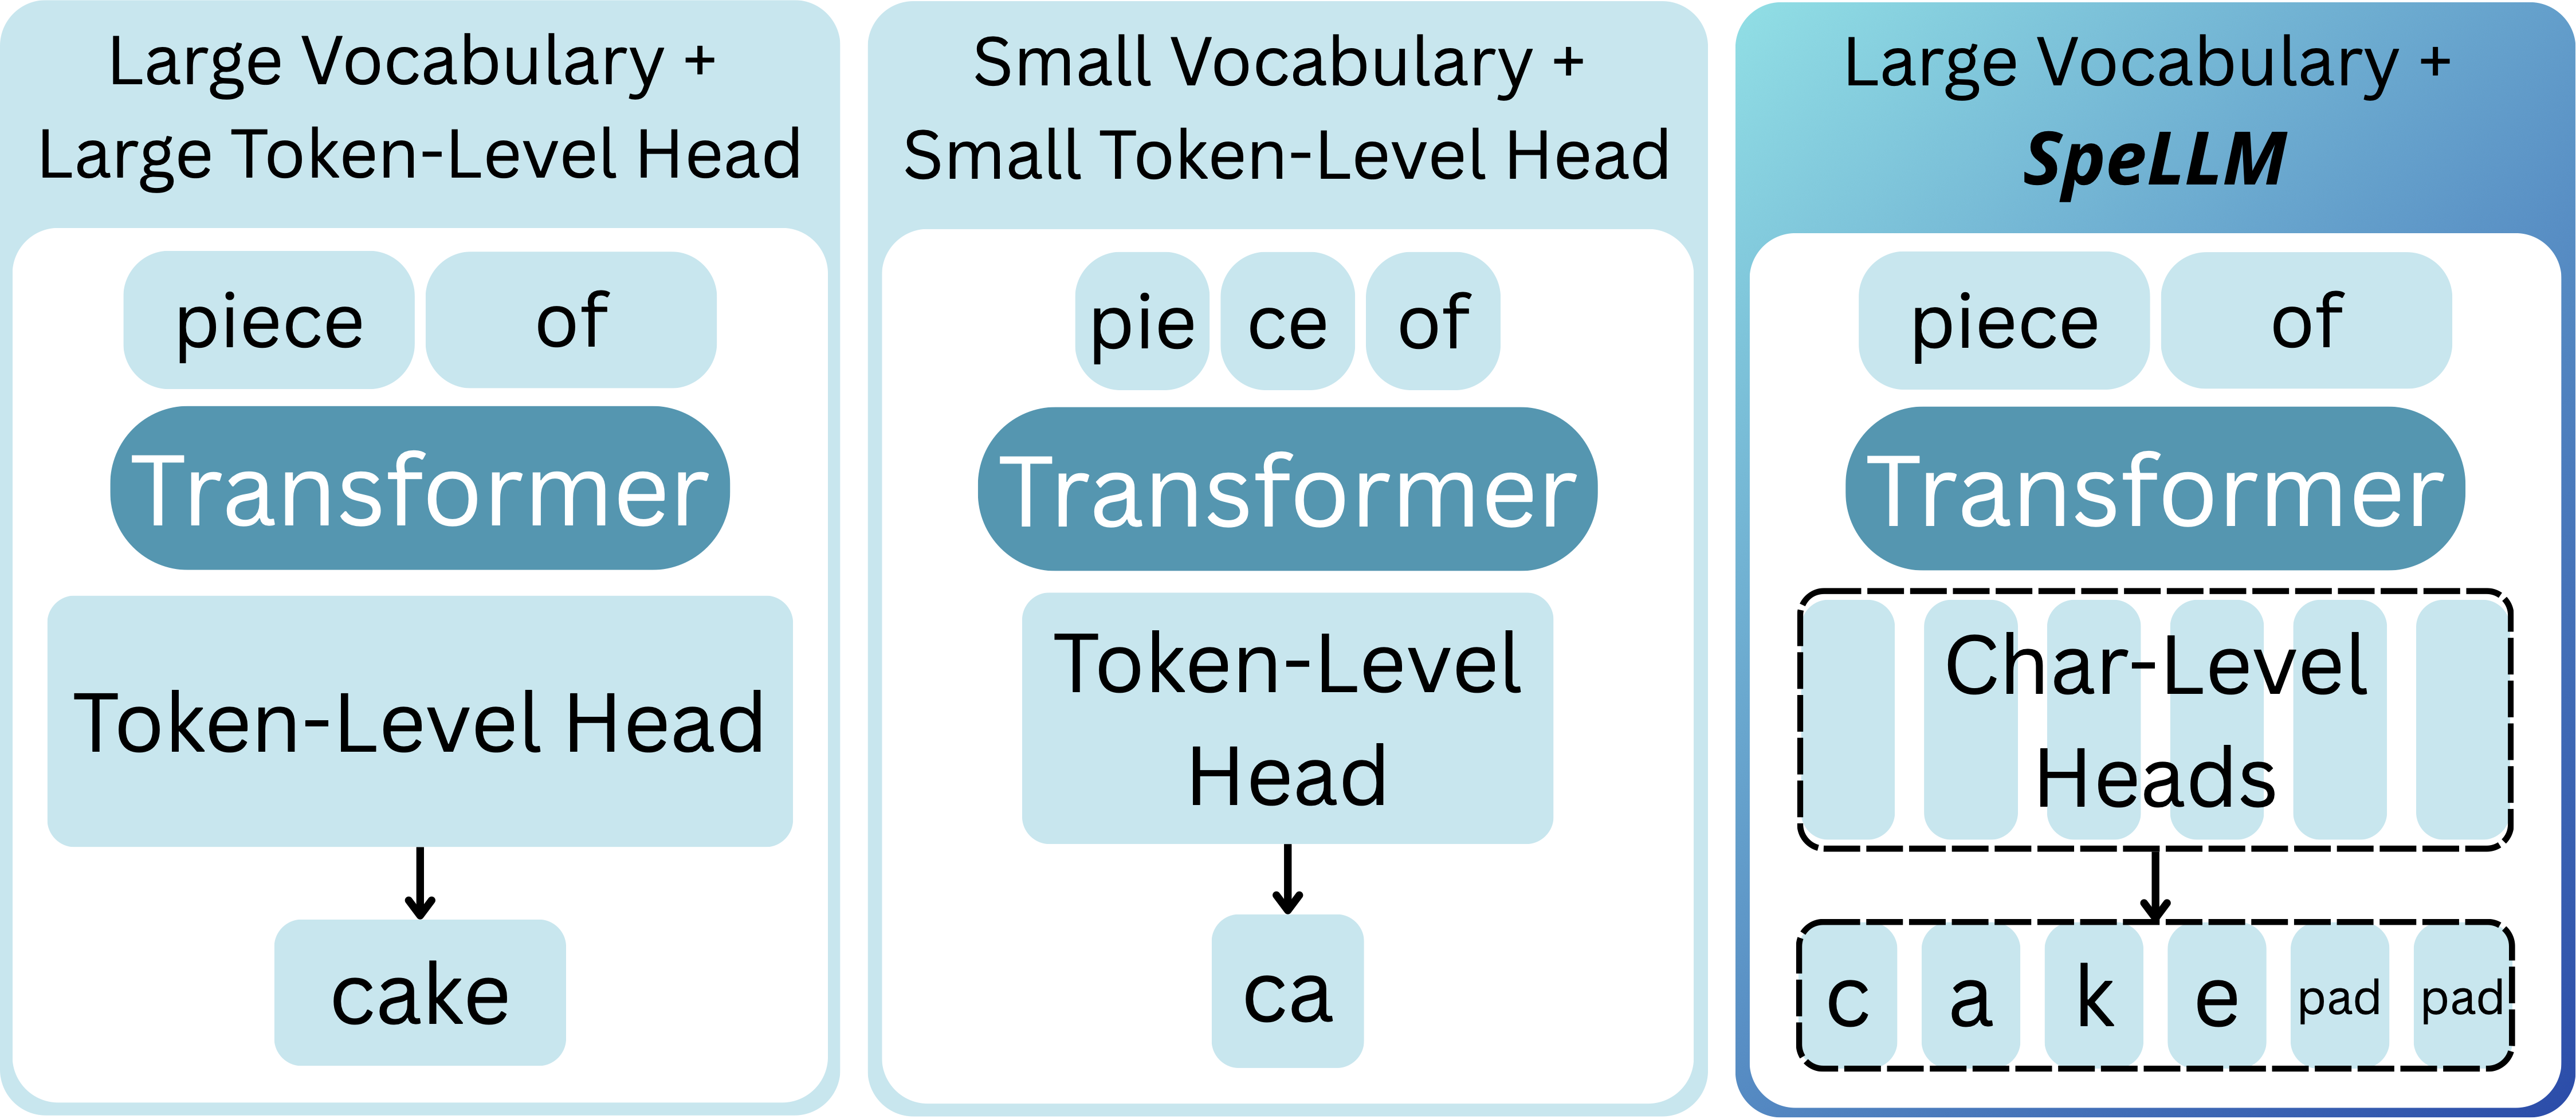 Large Vocabulary +
Large Token-Level Head
piece of
Transformer
Token-Level Head
cake
Small Vocabulary +
Small Token-Level Head
pie ce of
Transformer
Token-Level
Head
ca
Large Vocabulary +
SpeLLM
piece of
Transformer
Char-Level
Heads
c a k e pad pad